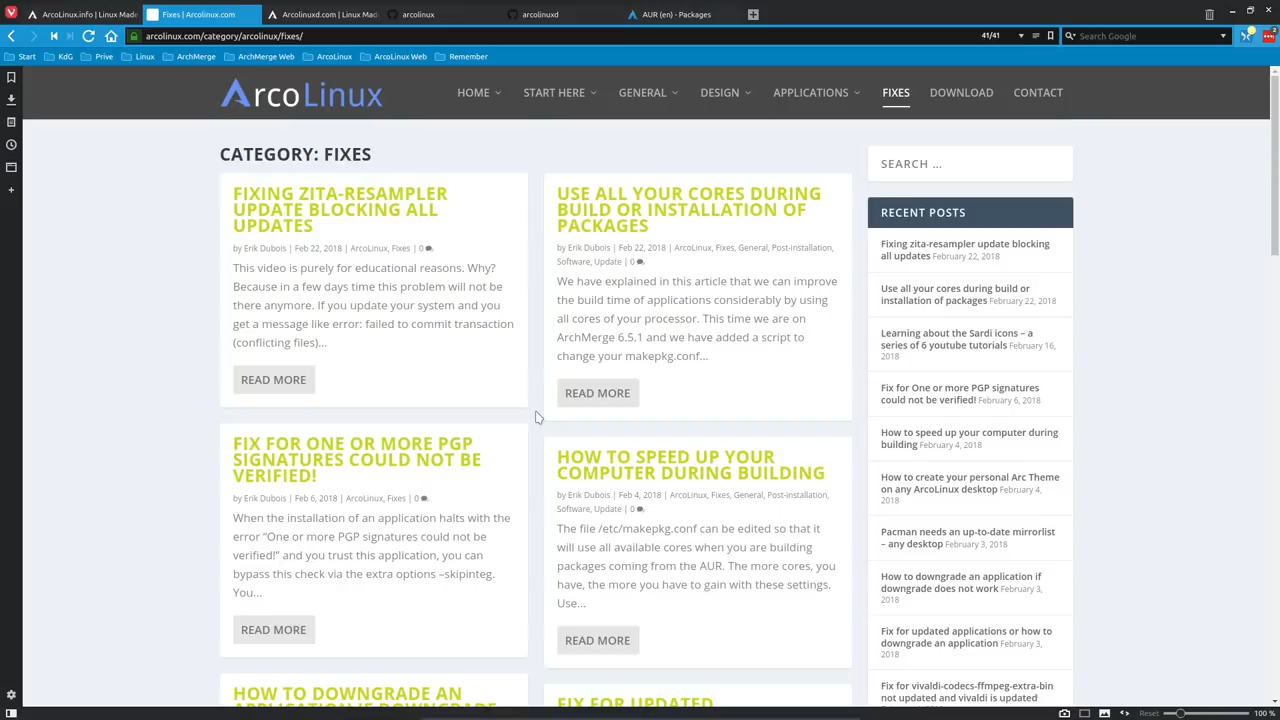 ArcoLinux.info | Linux Made
Fixes | Arcolinux.com
Arcolinuxd.com | Linux Mad
arcolinux
arcolinuxd
AUR (en) - Packages
arcolinux.com/category/arcolinux/fixes/
41/41
Search Google
2
Start
KdG
Prive
Linux
ArchMerge
ArchMerge Web
ArcoLinux
ArcoLinux Web
Remember
ArcoLinux
HOME
START HERE
GENERAL
DESIGN
APPLICATIONS
FIXES
DOWNLOAD
CONTACT
CATEGORY: FIXES
FIXING ZITA-RESAMPLER
UPDATE BLOCKING ALL
UPDATES
by Erik Dubois | Feb 22, 2018 | ArcoLinux, Fixes | 0
This video is purely for educational reasons. Why?
Because in a few days time this problem will not be
there anymore. If you update your system and you
get a message like error: failed to commit transaction
(conflicting files)...
READ MORE
USE ALL YOUR CORES DURING
BUILD OR INSTALLATION OF
PACKAGES
by Erik Dubois | Feb 22, 2018 | ArcoLinux, Fixes, General, Post-installation,
Software, Update | 0
We have explained in this article that we can improve
the build time of applications considerably by using
all cores of your processor. This time we are on
ArchMerge 6.5.1 and we have added a script to
change your makepkg.conf...
READ MORE
FIX FOR ONE OR MORE PGP
SIGNATURES COULD NOT BE
VERIFIED!
by Erik Dubois | Feb 6, 2018 | ArcoLinux, Fixes | 0
When the installation of an application halts with the
error “One or more PGP signatures could not be
verified!” and you trust this application, you can
bypass this check via the extra options –skipinteg.
You...
READ MORE
HOW TO SPEED UP YOUR
COMPUTER DURING BUILDING
by Erik Dubois | Feb 4, 2018 | ArcoLinux, Fixes, General, Post-installation,
Software, Update | 0
The file /etc/makepkg.conf can be edited so that it
will use all available cores when you are building
packages coming from the AUR. The more cores, you
have, the more you have to gain with these settings.
Use...
READ MORE
HOW TO DOWNGRADE AN
APPLICATION IF DOWNGRADE
FIX FOR UPDATED
SEARCH ...
RECENT POSTS
Fixing zita-resampler update blocking
all updates February 22, 2018
Use all your cores during build or
installation of packages February 22, 2018
Learning about the Sardi icons – a
series of 6 youtube tutorials February 16,
2018
Fix for One or more PGP signatures
could not be verified! February 6, 2018
How to speed up your computer during
building February 4, 2018
How to create your personal Arc Theme
on any ArcoLinux desktop February 4,
2018
Pacman needs an up-to-date mirrorlist
– any desktop February 3, 2018
How to downgrade an application if
downgrade does not work February 3,
2018
Fix for updated applications or how to
downgrade an application February 3,
2018
Fix for vivaldi-codecs-ffmpeg-extra-bin
not updated and vivaldi is updated
Reset
100 %